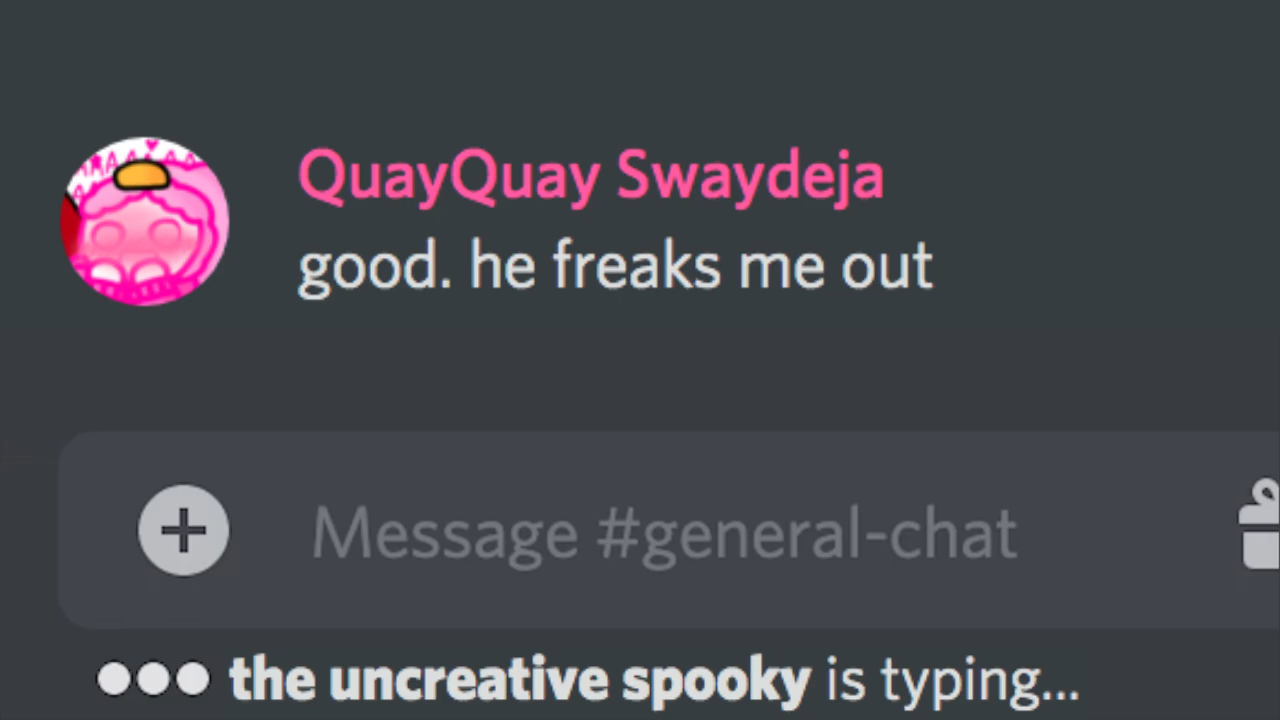 QuayQuay Swaydeja
good. he freaks me out
Message #general-chat
the uncreative spooky is typing...